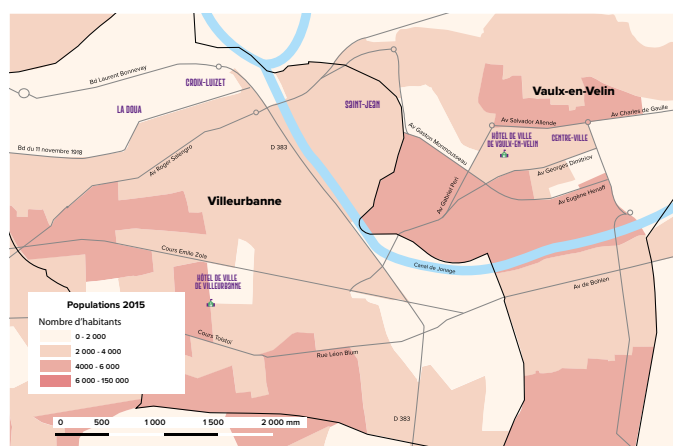 Bd Laurent Bonnevay
CROIX-LUIZET
LA DOUA
SAINT-JEAN
Vaulx-en-Velin
Av Charles de Gaulle
Av Salvador Allende
HÔTEL DE VILLE
DE VAULX-EN-VELIN
CENTRE-VILLE
Av Gaston Monmousseau
Bd du 11 novembre 1918
Av Roger Salengro
D 383
Av Georges Dimitrov
Av Gabriel Péri
Av Eugène Henaff
Villeurbanne
Cours Emile Zola
Canal de Jonage
HÔTEL DE VILLE
DE VILLEURBANNE
Av de Bohlen
Populations 2015
Nombre d'habitants
0 - 2 000
2 000 - 4 000
4000 - 6 000
6 000 - 150 000
Cours Tolstoï
Rue Léon Blum
D 383
0 500 1 000 1 500 2 000 mm